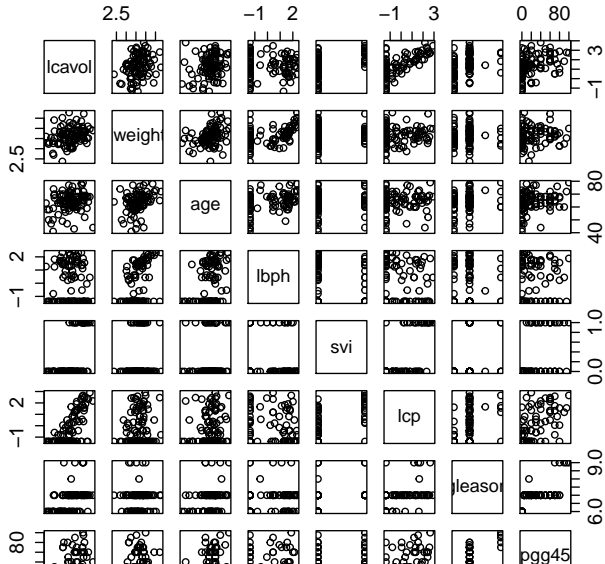 2.5 −1 2 −1 3 0 80
lcavol −1 3
2.5 weight
age 40 80
−1 2 lbph
svi 0.0 1.0
−1 2 lcp
gleason 6.0 9.0
80 pgg45